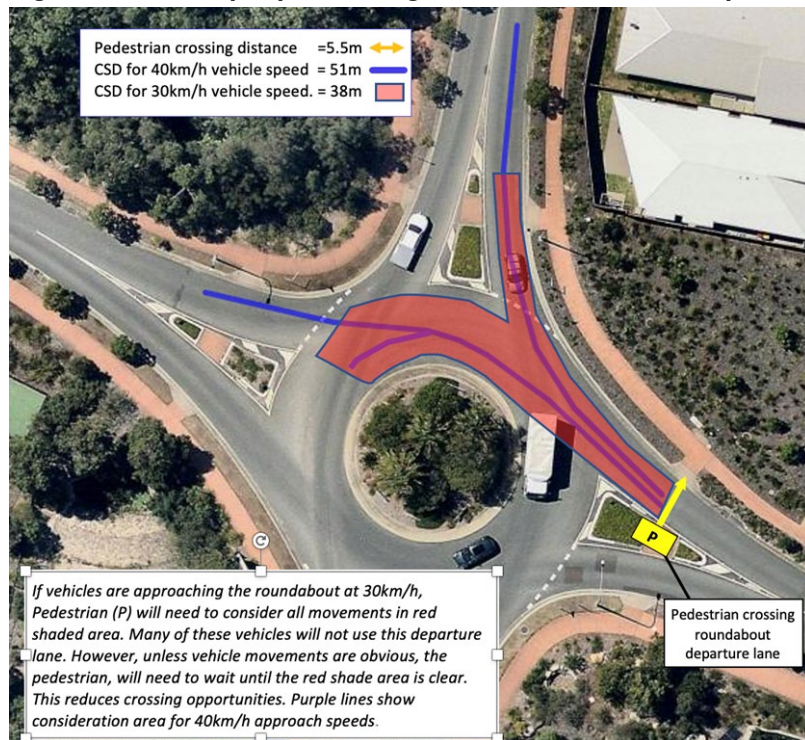 Pedestrian crossing distance =5.5m
CSD for 40km/h vehicle speed = 51m
CSD for 30km/h vehicle speed. = 38m
P
Pedestrian crossing
roundabout
departure lane
If vehicles are approaching the roundabout at 30km/h,
Pedestrian (P) will need to consider all movements in red
shaded area. Many of these vehicles will not use this departure
lane. However, unless vehicle movements are obvious, the
pedestrian, will need to wait until the red shade area is clear.
This reduces crossing opportunities. Purple lines show
consideration area for 40km/h approach speeds.